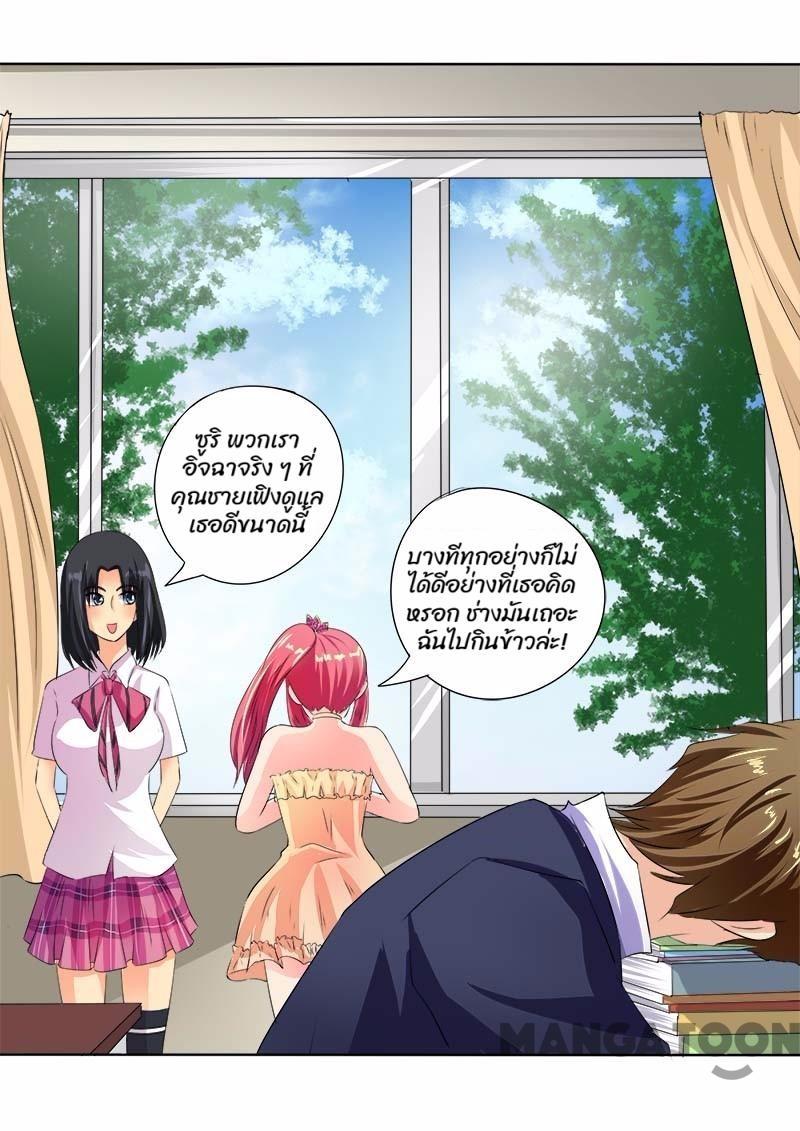 ซูริ พวกเรา
อิจฉาจริง ๆ ที่
คุณชายเฟิงดูแล
เธอดีขนาดนี้
บางทีทุกอย่างก็ไม่
ได้ดีอย่างที่เธอคิด
หรอก ช่างมันเถอะ
ฉันไปกินข้าวล่ะ!
MANGATOON